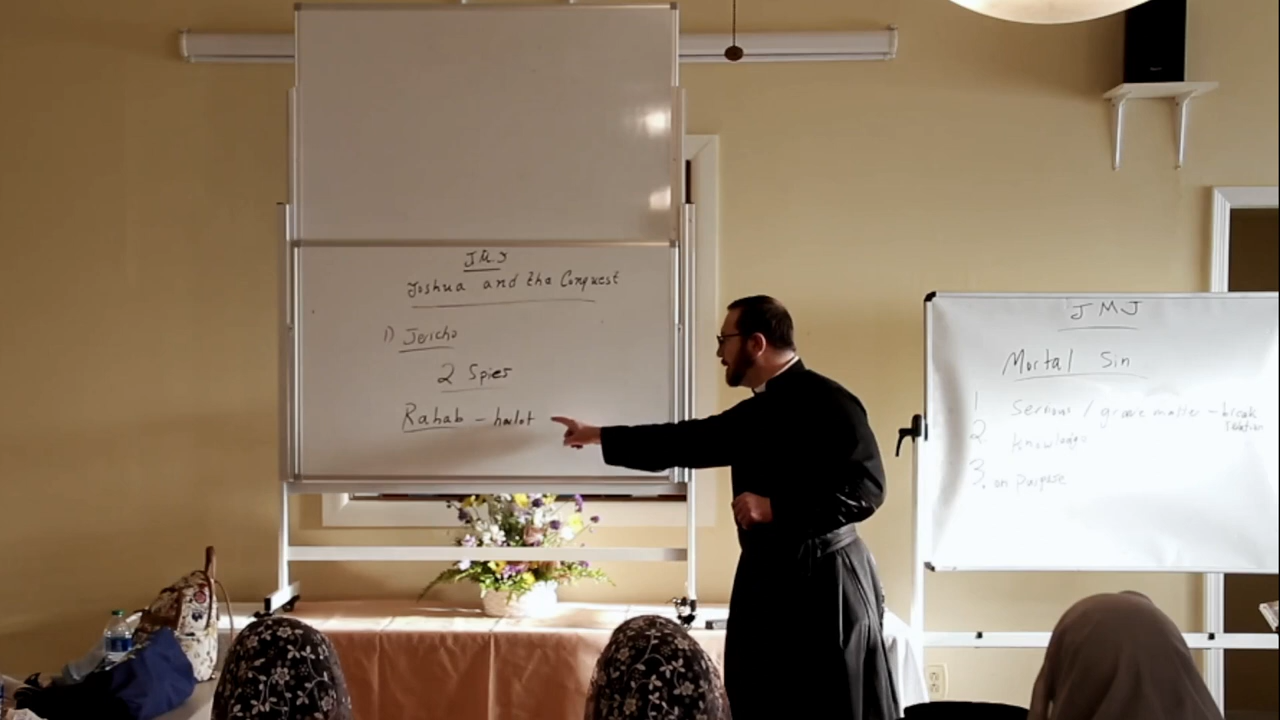 J.M.J
Joshua and the Conquest
1) Jericho
2 Spies
Rahab - harlot
JMJ
Mortal Sin
1 Serious / grave matter - break
relation
2. Knowledge
3. on purpose